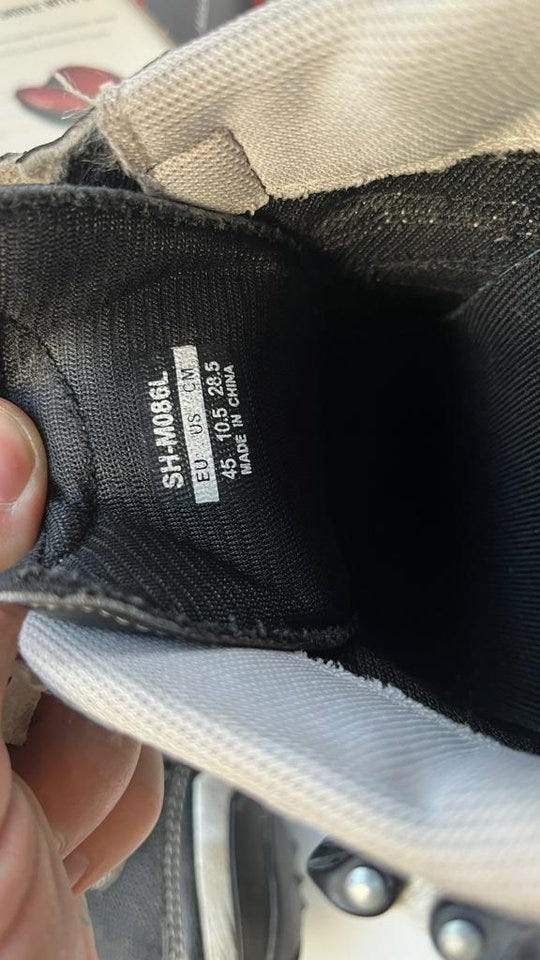 SH-M086L
EU US CM
45 10.5 28.5
MADE IN CHINA